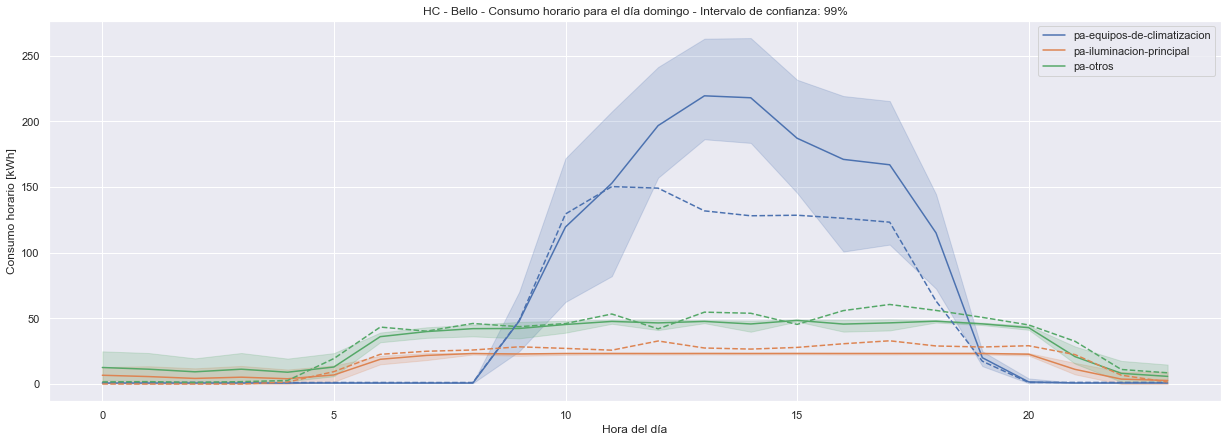 HC - Bello - Consumo horario para el día domingo - Intervalo de confianza: 99%
pa-equipos-de-climatizacion
pa-iluminacion-principal
pa-otros
Consumo horario [kWh]
250
200
150
100
50
0
0 5 10 15 20
Hora del día